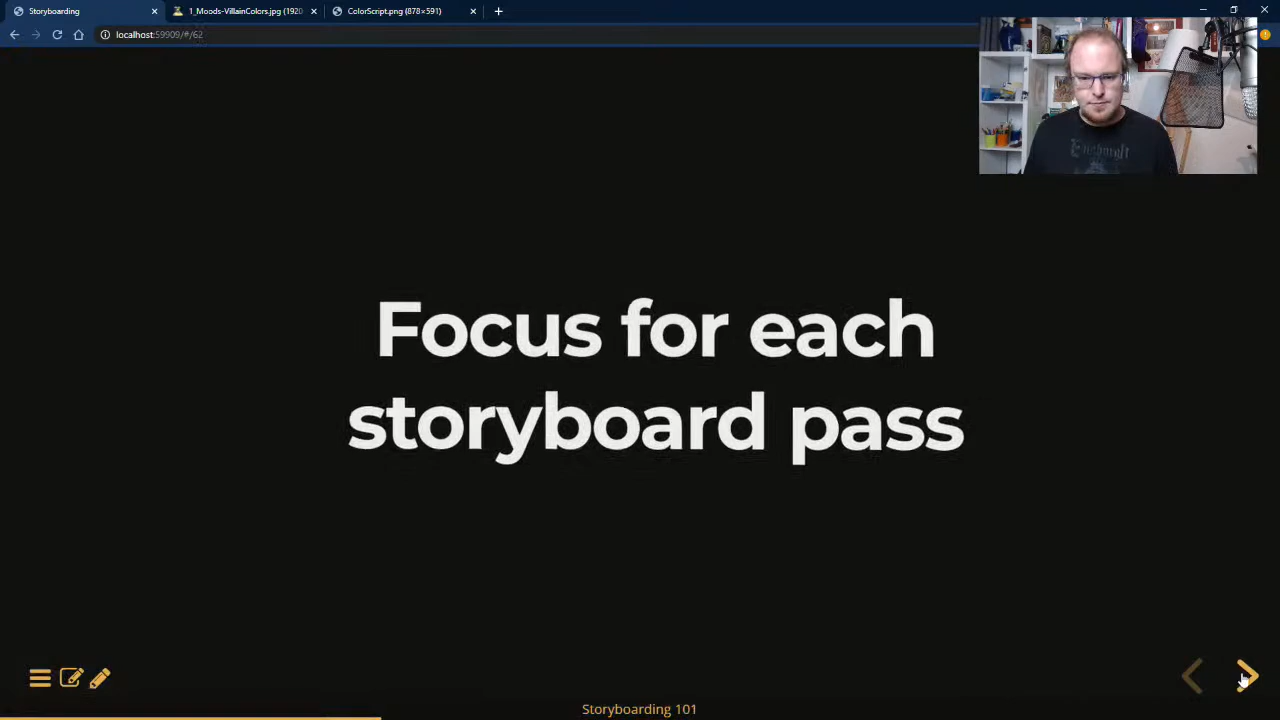 Storyboarding
1_Moods-VillainColors.jpg (1920
ColorScript.png (878×591)
localhost:59909/#/62
Focus for each
storyboard pass
Storyboarding 101